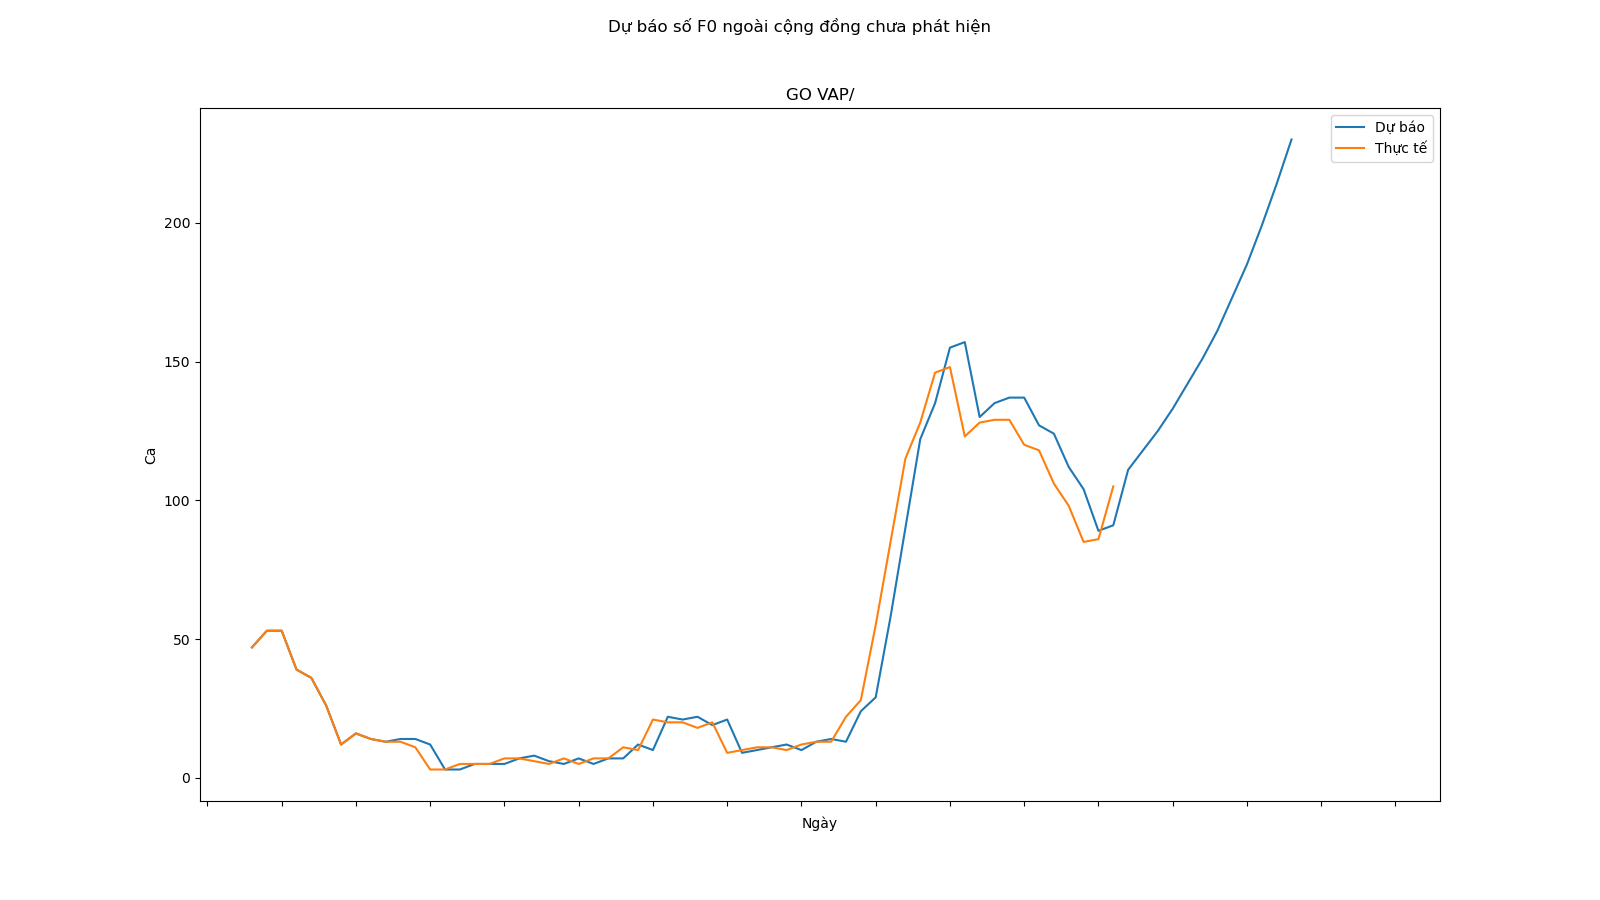 Dự báo số F0 ngoài cộng đồng chưa phát hiện
GO VAP/
Dự báo
Thực tế
200
150
100
50
0
Ca
Ngày